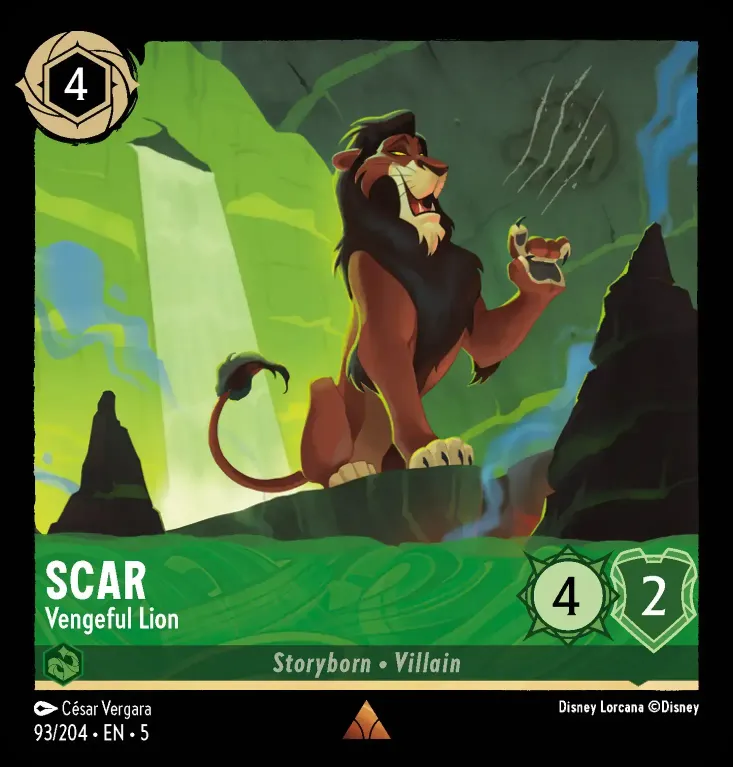 4
SCAR
Vengeful Lion
4
2
Storyborn • Villain
César Vergara
Disney Lorcana ©Disney
93/204 • EN • 5